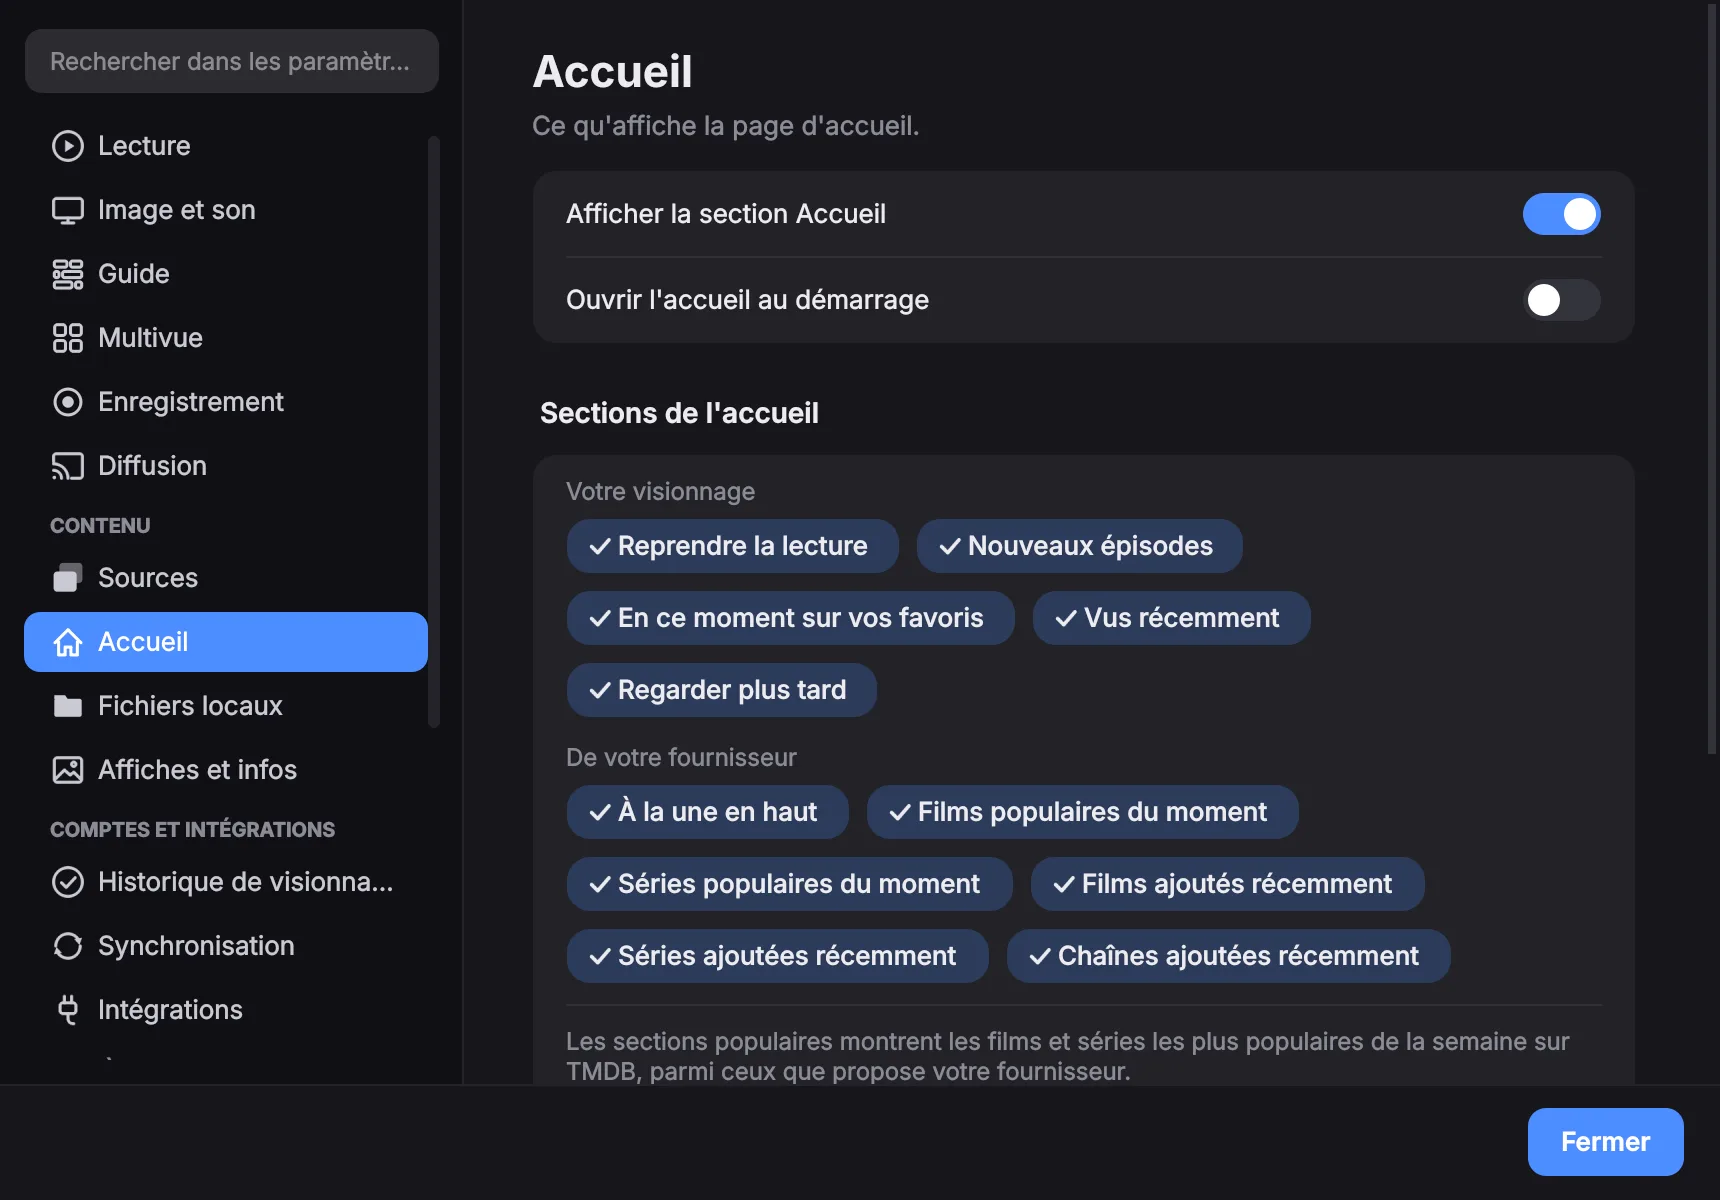 Rechercher dans les paramètr...
Lecture
Image et son
Guide
Multivue
Enregistrement
Diffusion
CONTENU
Sources
Accueil
Fichiers locaux
Affiches et infos
COMPTES ET INTÉGRATIONS
Historique de visionna...
Synchronisation
Intégrations
Accueil
Ce qu'affiche la page d'accueil.
Afficher la section Accueil
Ouvrir l'accueil au démarrage
Sections de l'accueil
Votre visionnage
Reprendre la lecture
Nouveaux épisodes
En ce moment sur vos favoris
Vus récemment
Regarder plus tard
De votre fournisseur
À la une en haut
Films populaires du moment
Séries populaires du moment
Films ajoutés récemment
Séries ajoutées récemment
Chaînes ajoutées récemment
Les sections populaires montrent les films et séries les plus populaires de la semaine sur
TMDB, parmi ceux que propose votre fournisseur.
Fermer